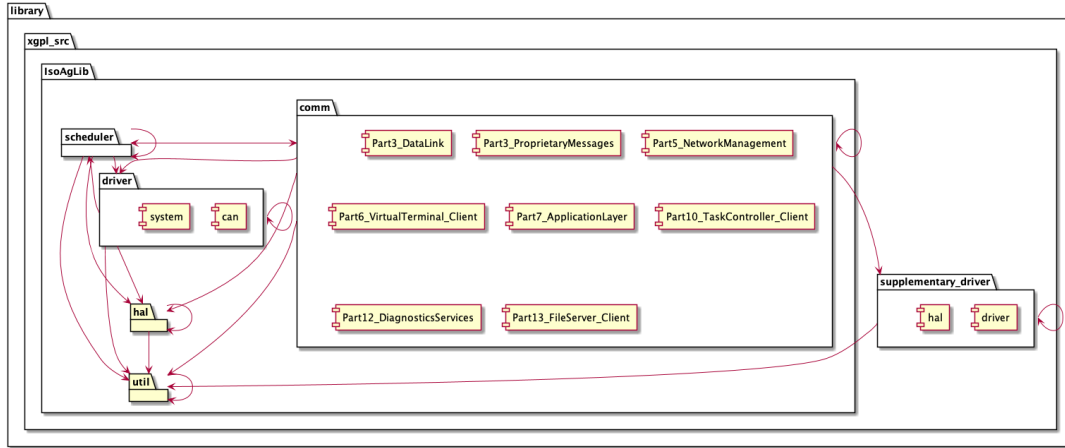 library
xgpl_src
IsoAgLib
comm
scheduler
Part3_DataLink
Part3_ProprietaryMessages
Part5_NetworkManagement
driver
system
can
Part6_VirtualTerminal_Client
Part7_ApplicationLayer
Part10_TaskController_Client
supplementary_driver
hal
Part12_DiagnosticsServices
Part13_FileServer_Client
hal
driver
util